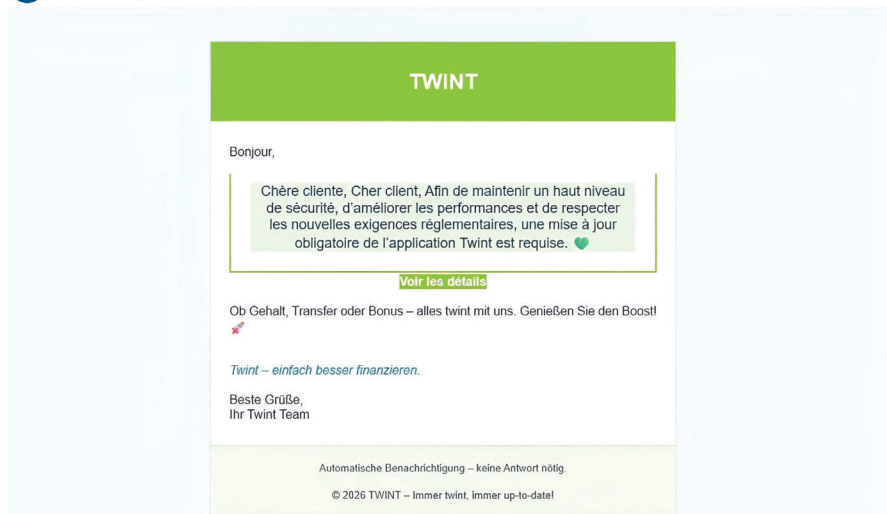 TWINT
Bonjour,
Chère cliente, Cher client, Afin de maintenir un haut niveau
de sécurité, d'améliorer les performances et de respecter
les nouvelles exigences réglementaires, une mise à jour
obligatoire de l'application Twint est requise. 💚
Voir les détails
Ob Gehalt, Transfer oder Bonus – alles twint mit uns. Genießen Sie den Boost!
🚀
Twint – einfach besser finanzieren.
Beste Grüße,
Ihr Twint Team
Automatische Benachrichtigung – keine Antwort nötig.
© 2026 TWINT – Immer twint, immer up-to-date!